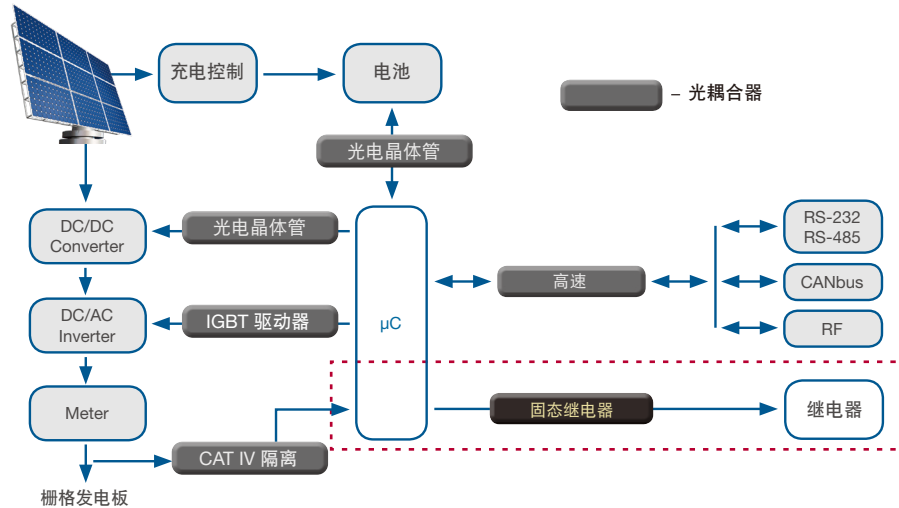 充电控制
电池
– 光耦合器
光电晶体管
DC/DC
Converter
光电晶体管
RS-232
RS-485
高速
CANbus
DC/AC
Inverter
IGBT 驱动器
µC
RF
Meter
固态继电器
继电器
CAT IV 隔离
栅格发电板